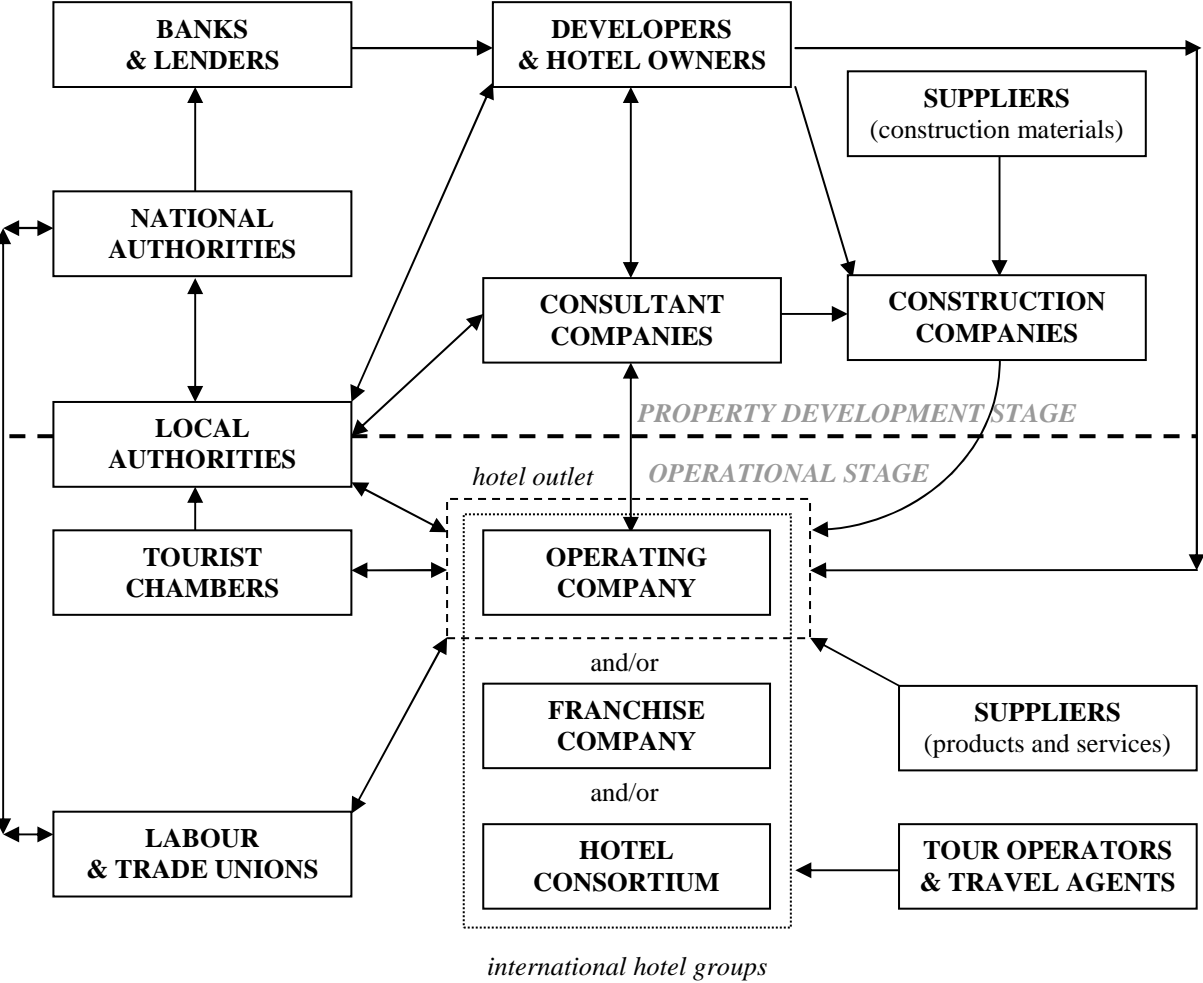 BANKS
& LENDERS
DEVELOPERS
& HOTEL OWNERS
SUPPLIERS
(construction materials)
NATIONAL
AUTHORITIES
CONSULTANT
COMPANIES
CONSTRUCTION
COMPANIES
LOCAL
AUTHORITIES
PROPERTY DEVELOPMENT STAGE
hotel outlet
OPERATIONAL STAGE
TOURIST
CHAMBERS
OPERATING
COMPANY
and/or
FRANCHISE
COMPANY
SUPPLIERS
(products and services)
and/or
LABOUR
& TRADE UNIONS
HOTEL
CONSORTIUM
TOUR OPERATORS
& TRAVEL AGENTS
international hotel groups